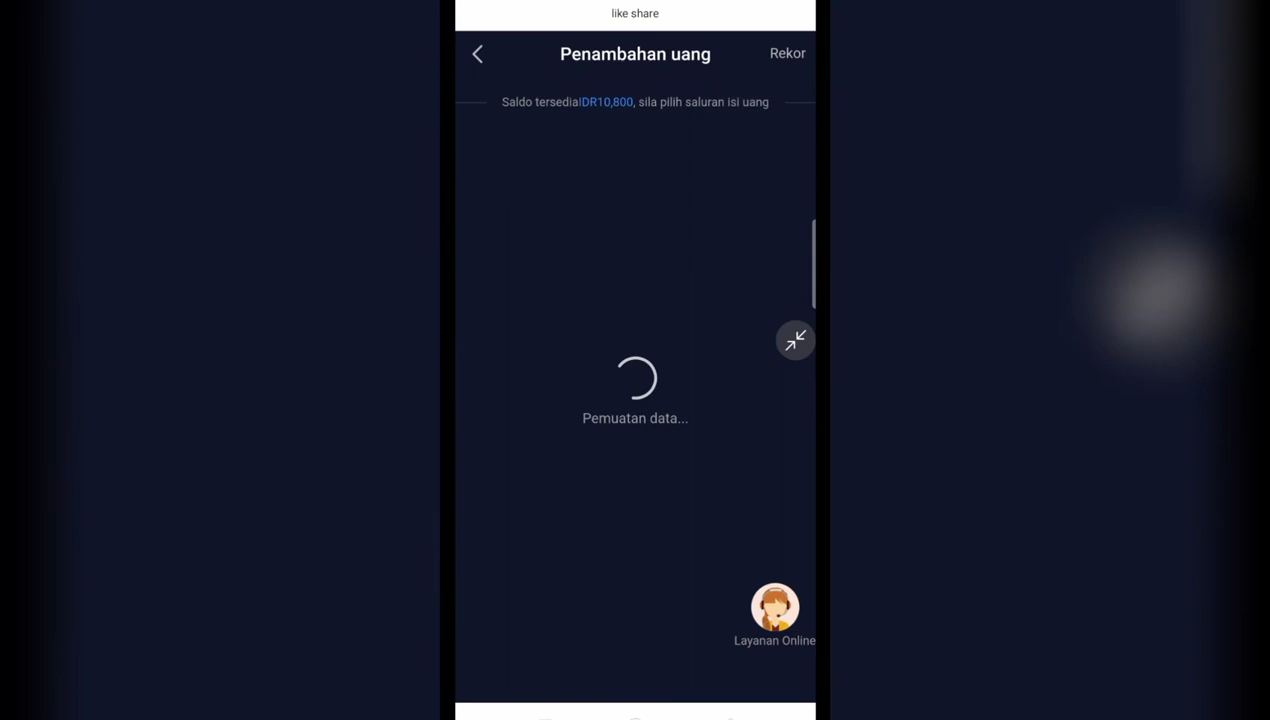 like share
Penambahan uang
Rekor
Saldo tersediaIDR10,800, sila pilih saluran isi uang
Pemuatan data...
Layanan Online